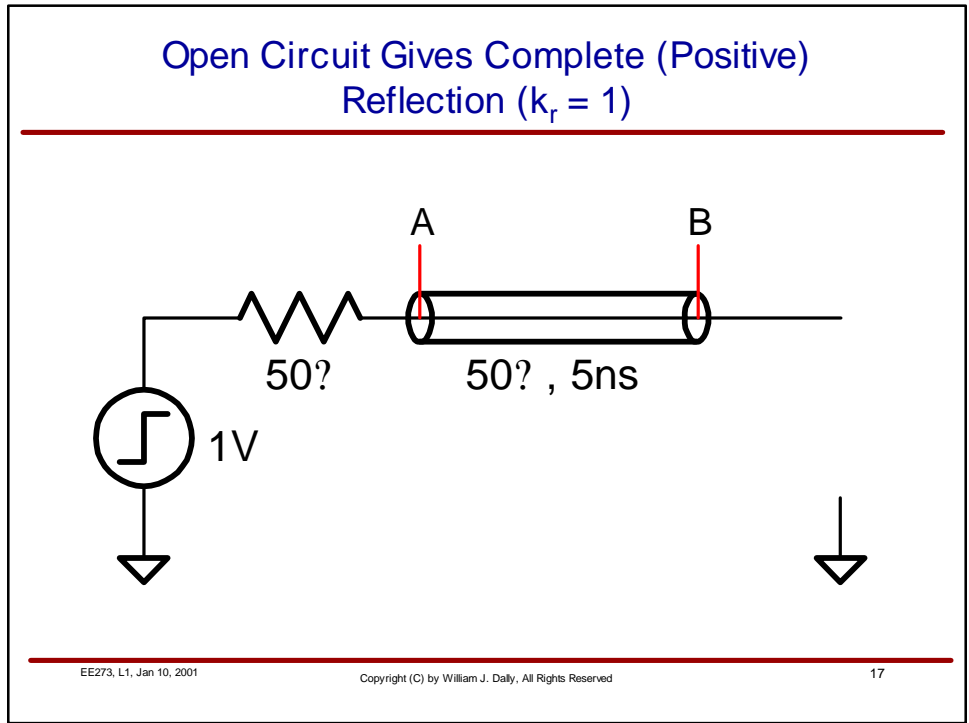 Open Circuit Gives Complete (Positive)
Reflection (kr = 1)
A
B
50?
50? , 5ns
1V
EE273, L1, Jan 10, 2001
Copyright (C) by William J. Dally, All Rights Reserved
17